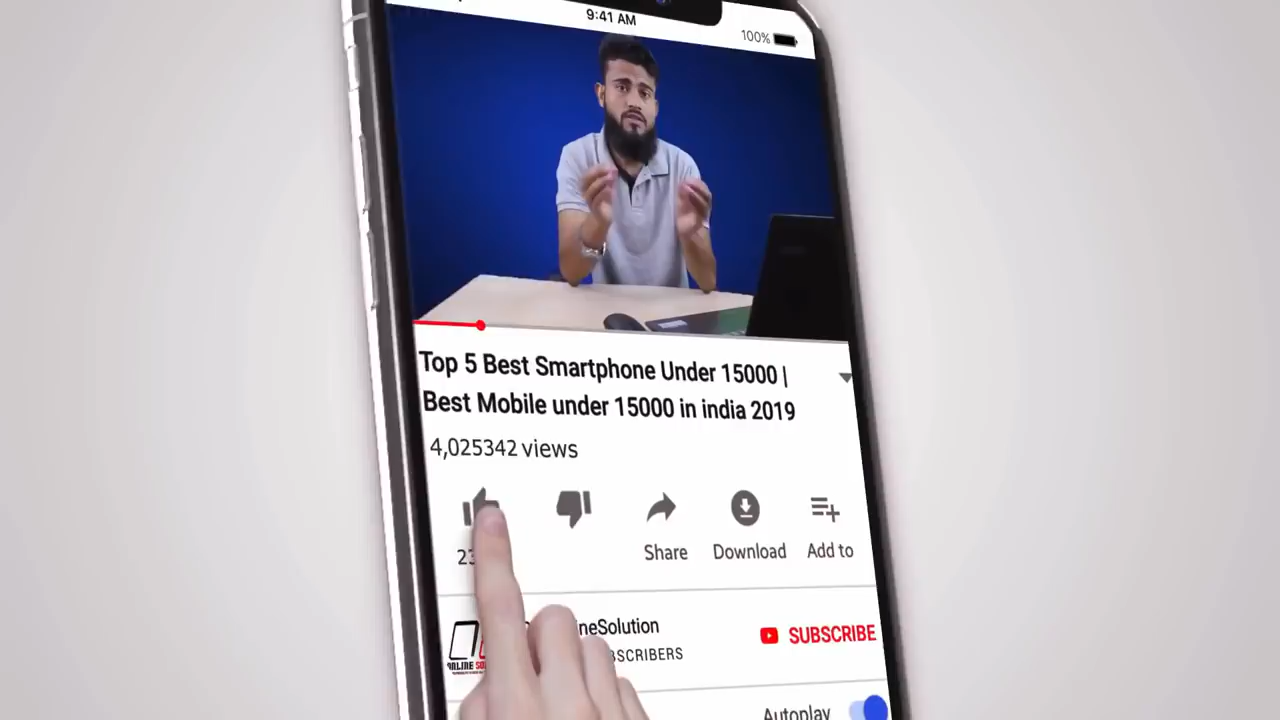 9:41 AM
100%
Top 5 Best Smartphone Under 15000 |
Best Mobile under 15000 in india 2019
4,025342 views
Share
Download
Add to
SUBSCRIBE
Autoplay